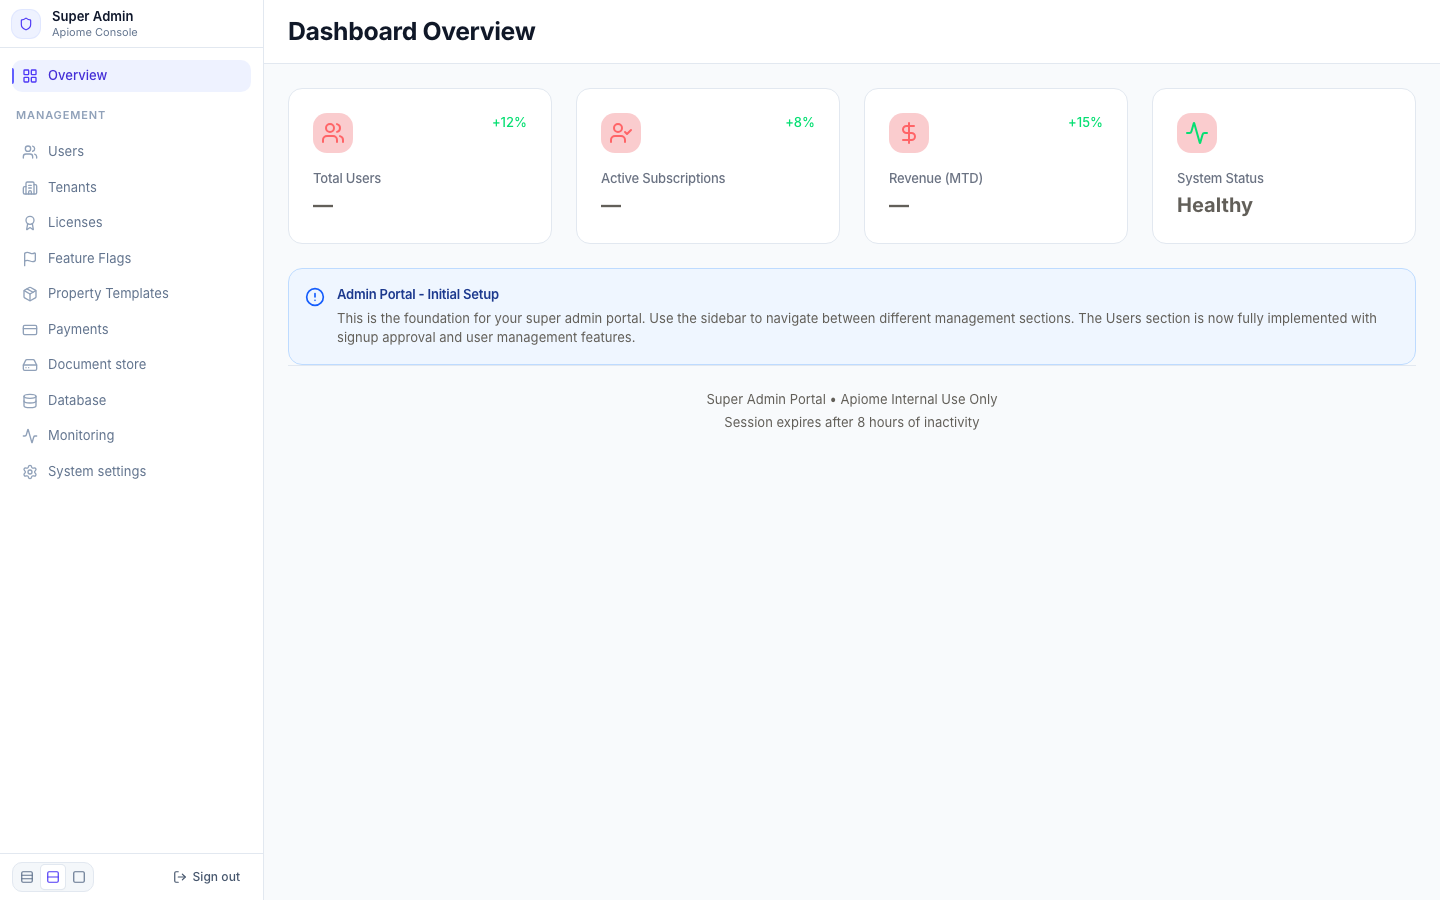 Super Admin
Apiome Console
Overview
MANAGEMENT
Users
Tenants
Licenses
Feature Flags
Property Templates
Payments
Document store
Database
Monitoring
System settings
Sign out
Dashboard Overview
+12%
Total Users
—
+8%
Active Subscriptions
—
+15%
Revenue (MTD)
—
System Status
Healthy
Admin Portal - Initial Setup
This is the foundation for your super admin portal. Use the sidebar to navigate between different management sections. The Users section is now fully implemented with
signup approval and user management features.
Super Admin Portal • Apiome Internal Use Only
Session expires after 8 hours of inactivity